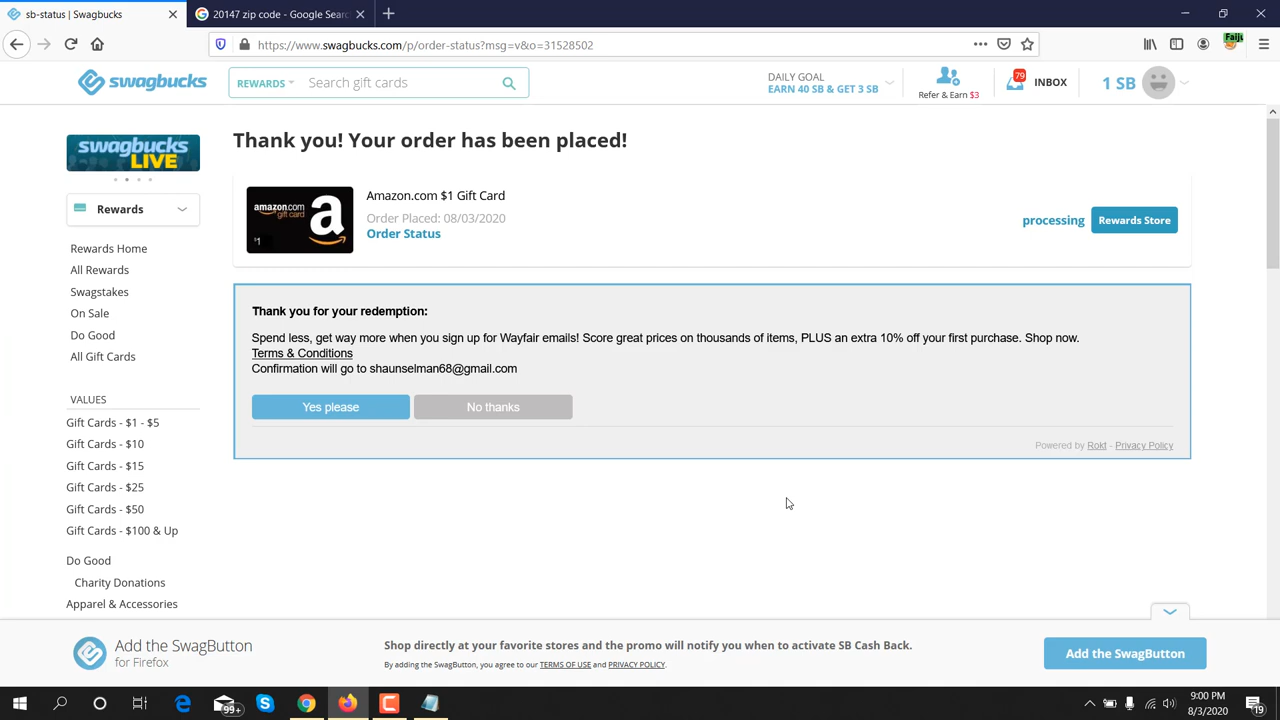 sb-status | Swagbucks
20147 zip code - Google Searc
https://www.swagbucks.com/p/order-status?msg=v&o=31528502
swagbucks
REWARDS
Search gift cards
DAILY GOAL
EARN 40 SB & GET 3 SB
Refer & Earn $3
79
INBOX
1 SB
swagbucks
LIVE
Rewards
Rewards Home
All Rewards
Swagstakes
On Sale
Do Good
All Gift Cards
VALUES
Gift Cards - $1 - $5
Gift Cards - $10
Gift Cards - $15
Gift Cards - $25
Gift Cards - $50
Gift Cards - $100 & Up
Do Good
Charity Donations
Apparel & Accessories
Thank you! Your order has been placed!
amazon.com
gift card
a
$1
Amazon.com $1 Gift Card
Order Placed: 08/03/2020
Order Status
processing
Rewards Store
Thank you for your redemption:
Spend less, get way more when you sign up for Wayfair emails! Score great prices on thousands of items, PLUS an extra 10% off your first purchase. Shop now.
Terms & Conditions
Confirmation will go to shaunselman68@gmail.com
Yes please
No thanks
Powered by Rokt - Privacy Policy
Add the SwagButton
for Firefox
Shop directly at your favorite stores and the promo will notify you when to activate SB Cash Back.
By adding the SwagButton, you agree to our TERMS OF USE and PRIVACY POLICY.
Add the SwagButton
99+
9:00 PM
8/3/2020
19